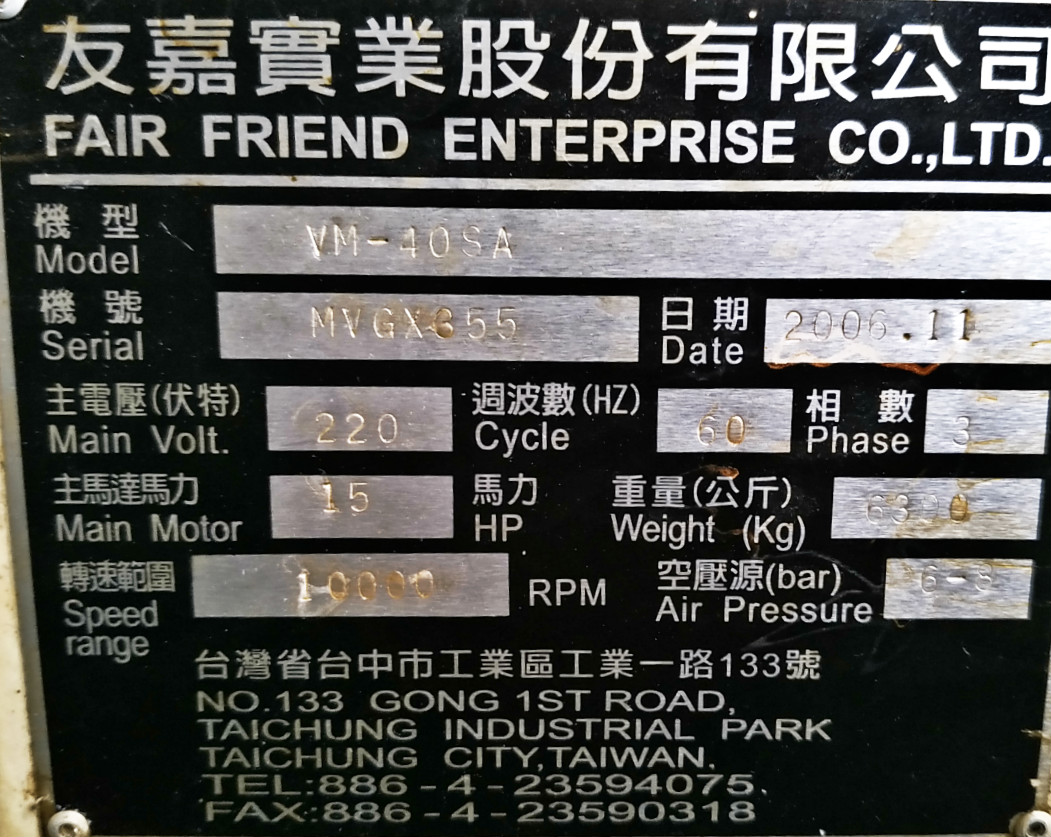 友嘉實業股份有限公司
FAIR FRIEND ENTERPRISE CO.,LTD.
機型 VM-40SA
Model
機號 MVGX355 日期 2006.11
Serial Date
主電壓(伏特) 220 週波數(HZ) 60 相數 3
Main Volt. Cycle Phase
主馬達馬力 15 馬力 重量(公斤) 6300
Main Motor HP Weight (Kg)
轉速範圍 10000 RPM 空壓源(bar) 6-8
Speed range Air Pressure
台灣省台中市工業區工業一路133號
NO.133 GONG 1ST ROAD,
TAICHUNG INDUSTRIAL PARK
TAICHUNG CITY,TAIWAN.
TEL:886-4-23594075.
FAX:886-4-23590318